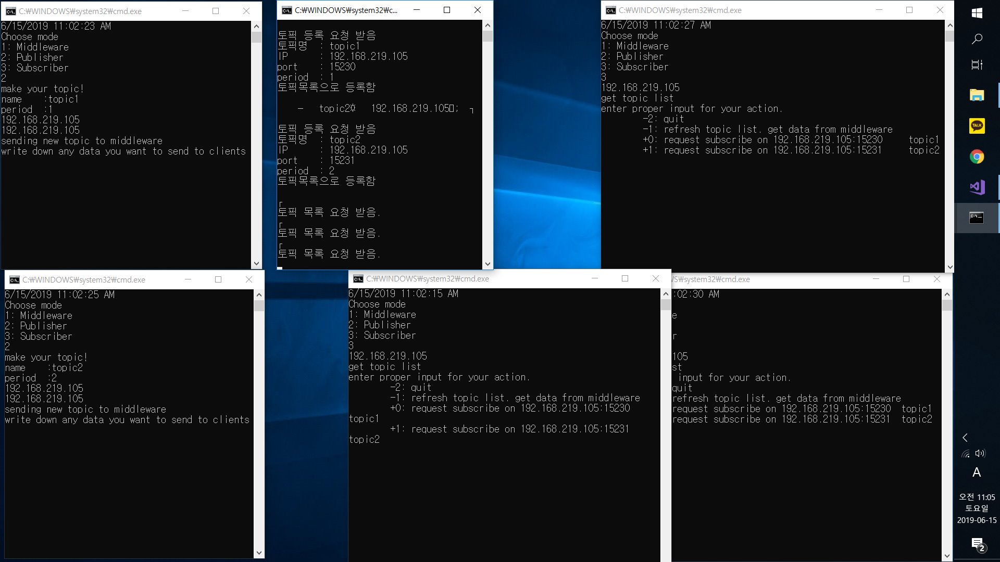 C:₩WINDOWS₩system32₩cmd.exe
6/15/2019 11:02:23 AM
Choose mode
1: Middleware
2: Publisher
3: Subscriber
2
make your topic!
name    :topic1
period  :1
192.168.219.105
192.168.219.105
sending new topic to middleware
write down any data you want to send to clients
C:₩WINDOWS₩system32₩c...
토픽 등록 요청 받음
토픽명  : topic1
IP      : 192.168.219.105
port    : 15230
period  : 1
토픽목록으로 등록함
-   topic2¤   192.168.219.105▯;  ┐
토픽 등록 요청 받음
토픽명  : topic2
IP      : 192.168.219.105
port    : 15231
period  : 2
토픽목록으로 등록함
┌
토픽 목록 요청 받음.
┌
토픽 목록 요청 받음.
┌
토픽 목록 요청 받음.
C:₩WINDOWS₩system32₩cmd.exe
6/15/2019 11:02:27 AM
Choose mode
1: Middleware
2: Publisher
3: Subscriber
3
192.168.219.105
get topic list
enter proper input for your action.
-2: quit
-1: refresh topic list. get data from middleware
+0: request subscribe on 192.168.219.105:15230     topic1
+1: request subscribe on 192.168.219.105:15231     topic2
C:₩WINDOWS₩system32₩cmd.exe
6/15/2019 11:02:25 AM
Choose mode
1: Middleware
2: Publisher
3: Subscriber
2
make your topic!
name    :topic2
period  :2
192.168.219.105
192.168.219.105
sending new topic to middleware
write down any data you want to send to clients
C:₩WINDOWS₩system32₩cmd.exe
6/15/2019 11:02:15 AM
Choose mode
1: Middleware
2: Publisher
3: Subscriber
3
192.168.219.105
get topic list
enter proper input for your action.
-2: quit
-1: refresh topic list. get data from middleware
+0: request subscribe on 192.168.219.105:15230
topic1
+1: request subscribe on 192.168.219.105:15231
topic2
WS₩system32₩cmd.exe
:02:30 AM
e
r
105
st
input for your action.
quit
refresh topic list. get data from middleware
request subscribe on 192.168.219.105:15230  topic1
request subscribe on 192.168.219.105:15231  topic2
TALK
A
오전 11:05
토요일
2019-06-15
2